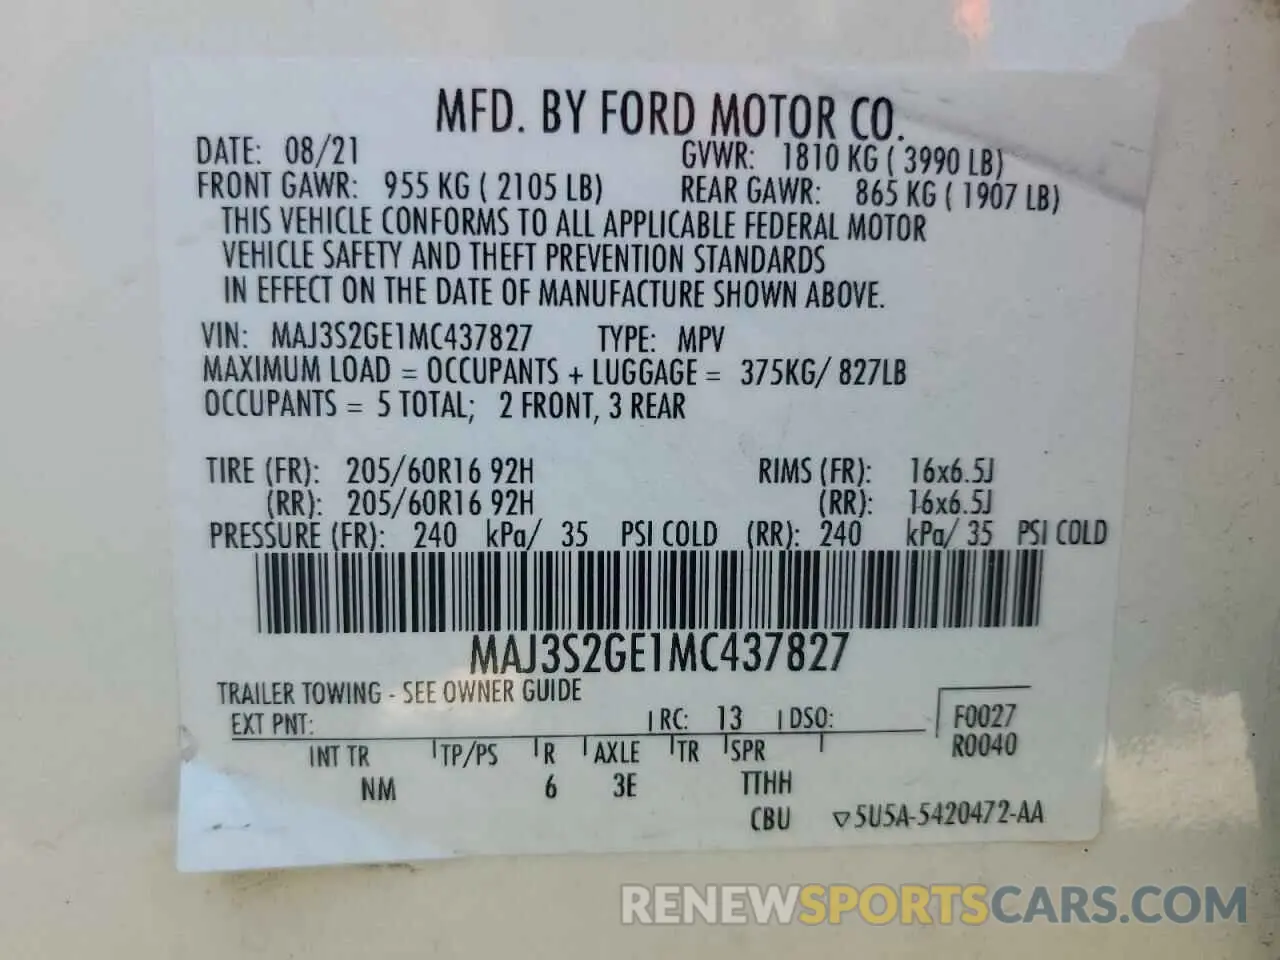 MFD. BY FORD MOTOR CO.
DATE: 08/21 GVWR: 1810 KG ( 3990 LB)
FRONT GAWR: 955 KG ( 2105 LB) REAR GAWR: 865 KG ( 1907 LB)
THIS VEHICLE CONFORMS TO ALL APPLICABLE FEDERAL MOTOR
VEHICLE SAFETY AND THEFT PREVENTION STANDARDS
IN EFFECT ON THE DATE OF MANUFACTURE SHOWN ABOVE.
VIN: MAJ3S2GE1MC437827 TYPE: MPV
MAXIMUM LOAD = OCCUPANTS + LUGGAGE = 375KG/ 827LB
OCCUPANTS = 5 TOTAL; 2 FRONT, 3 REAR
TIRE (FR): 205/60R16 92H RIMS (FR): 16x6.5J
(RR): 205/60R16 92H (RR): 16x6.5J
PRESSURE (FR): 240 kPa/ 35 PSI COLD (RR): 240 kPa/ 35 PSI COLD
MAJ3S2GE1MC437827
TRAILER TOWING - SEE OWNER GUIDE
EXT PNT: RC: 13 DSO: F0027
R0040
INT TR TP/PS R AXLE TR SPR
NM 6 3E TTHH
CBU ▽5U5A-5420472-AA
RENEWSPORTSCARS.COM